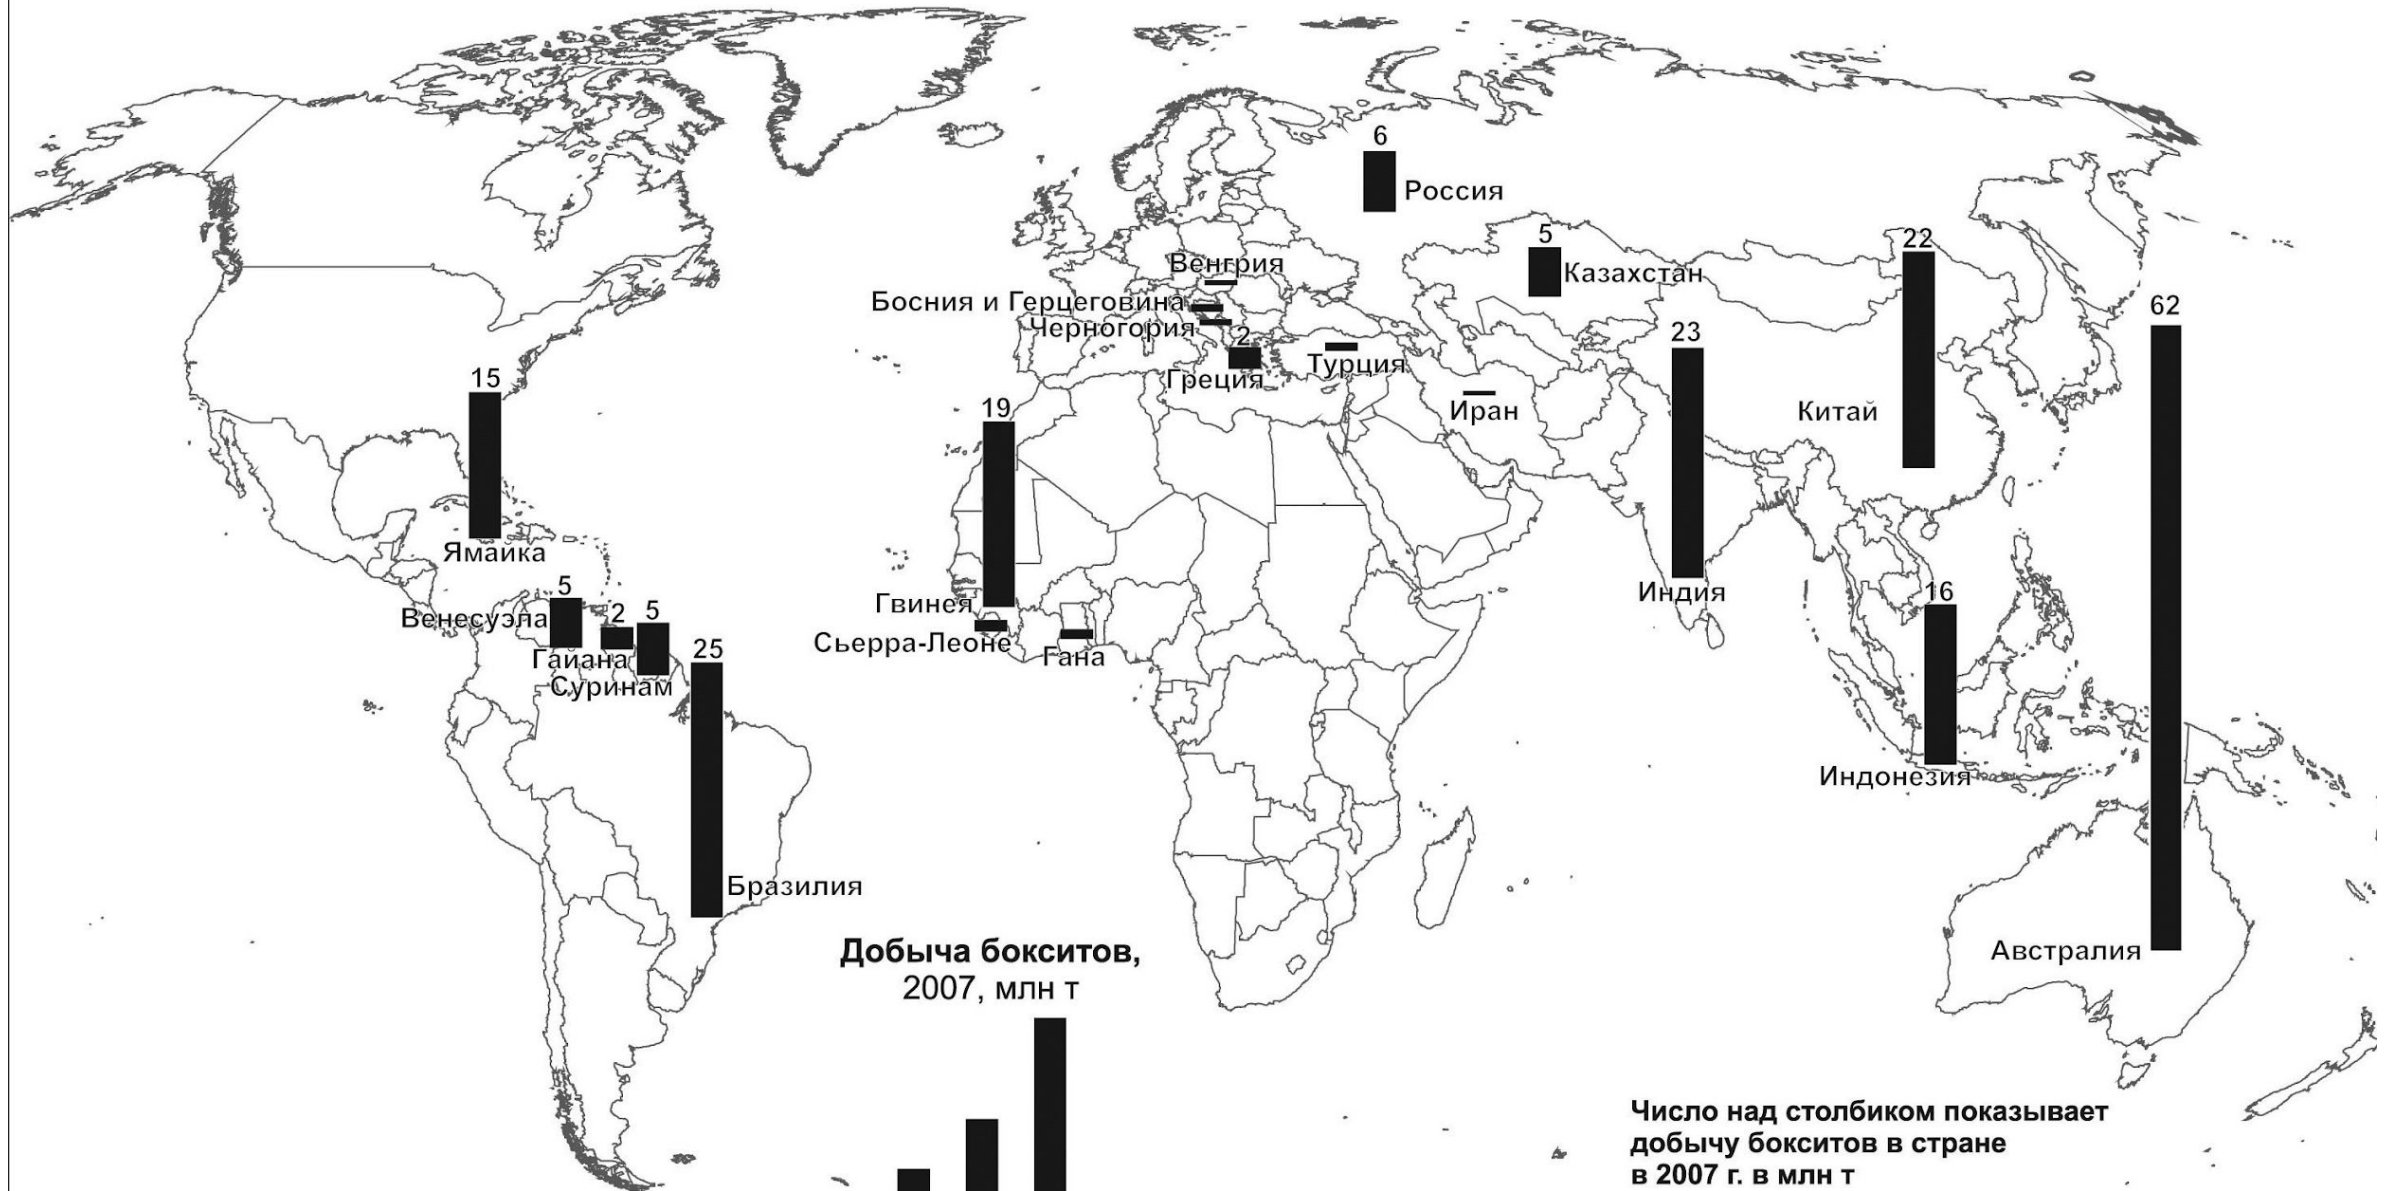 6
Россия
5
Казахстан
22
Венгрия
Босния и Герцеговина
Черногория
2
Греция
Турция
Иран
23
62
Китай
15
19
Ямайка
Индия
16
5
Венесуэла
2
5
Гайана
Суринам
25
Гвинея
Сьерра-Леоне
Гана
Индонезия
Бразилия
Австралия
Добыча бокситов,
2007, млн т
Число над столбиком показывает
добычу бокситов в стране
в 2007 г. в млн т